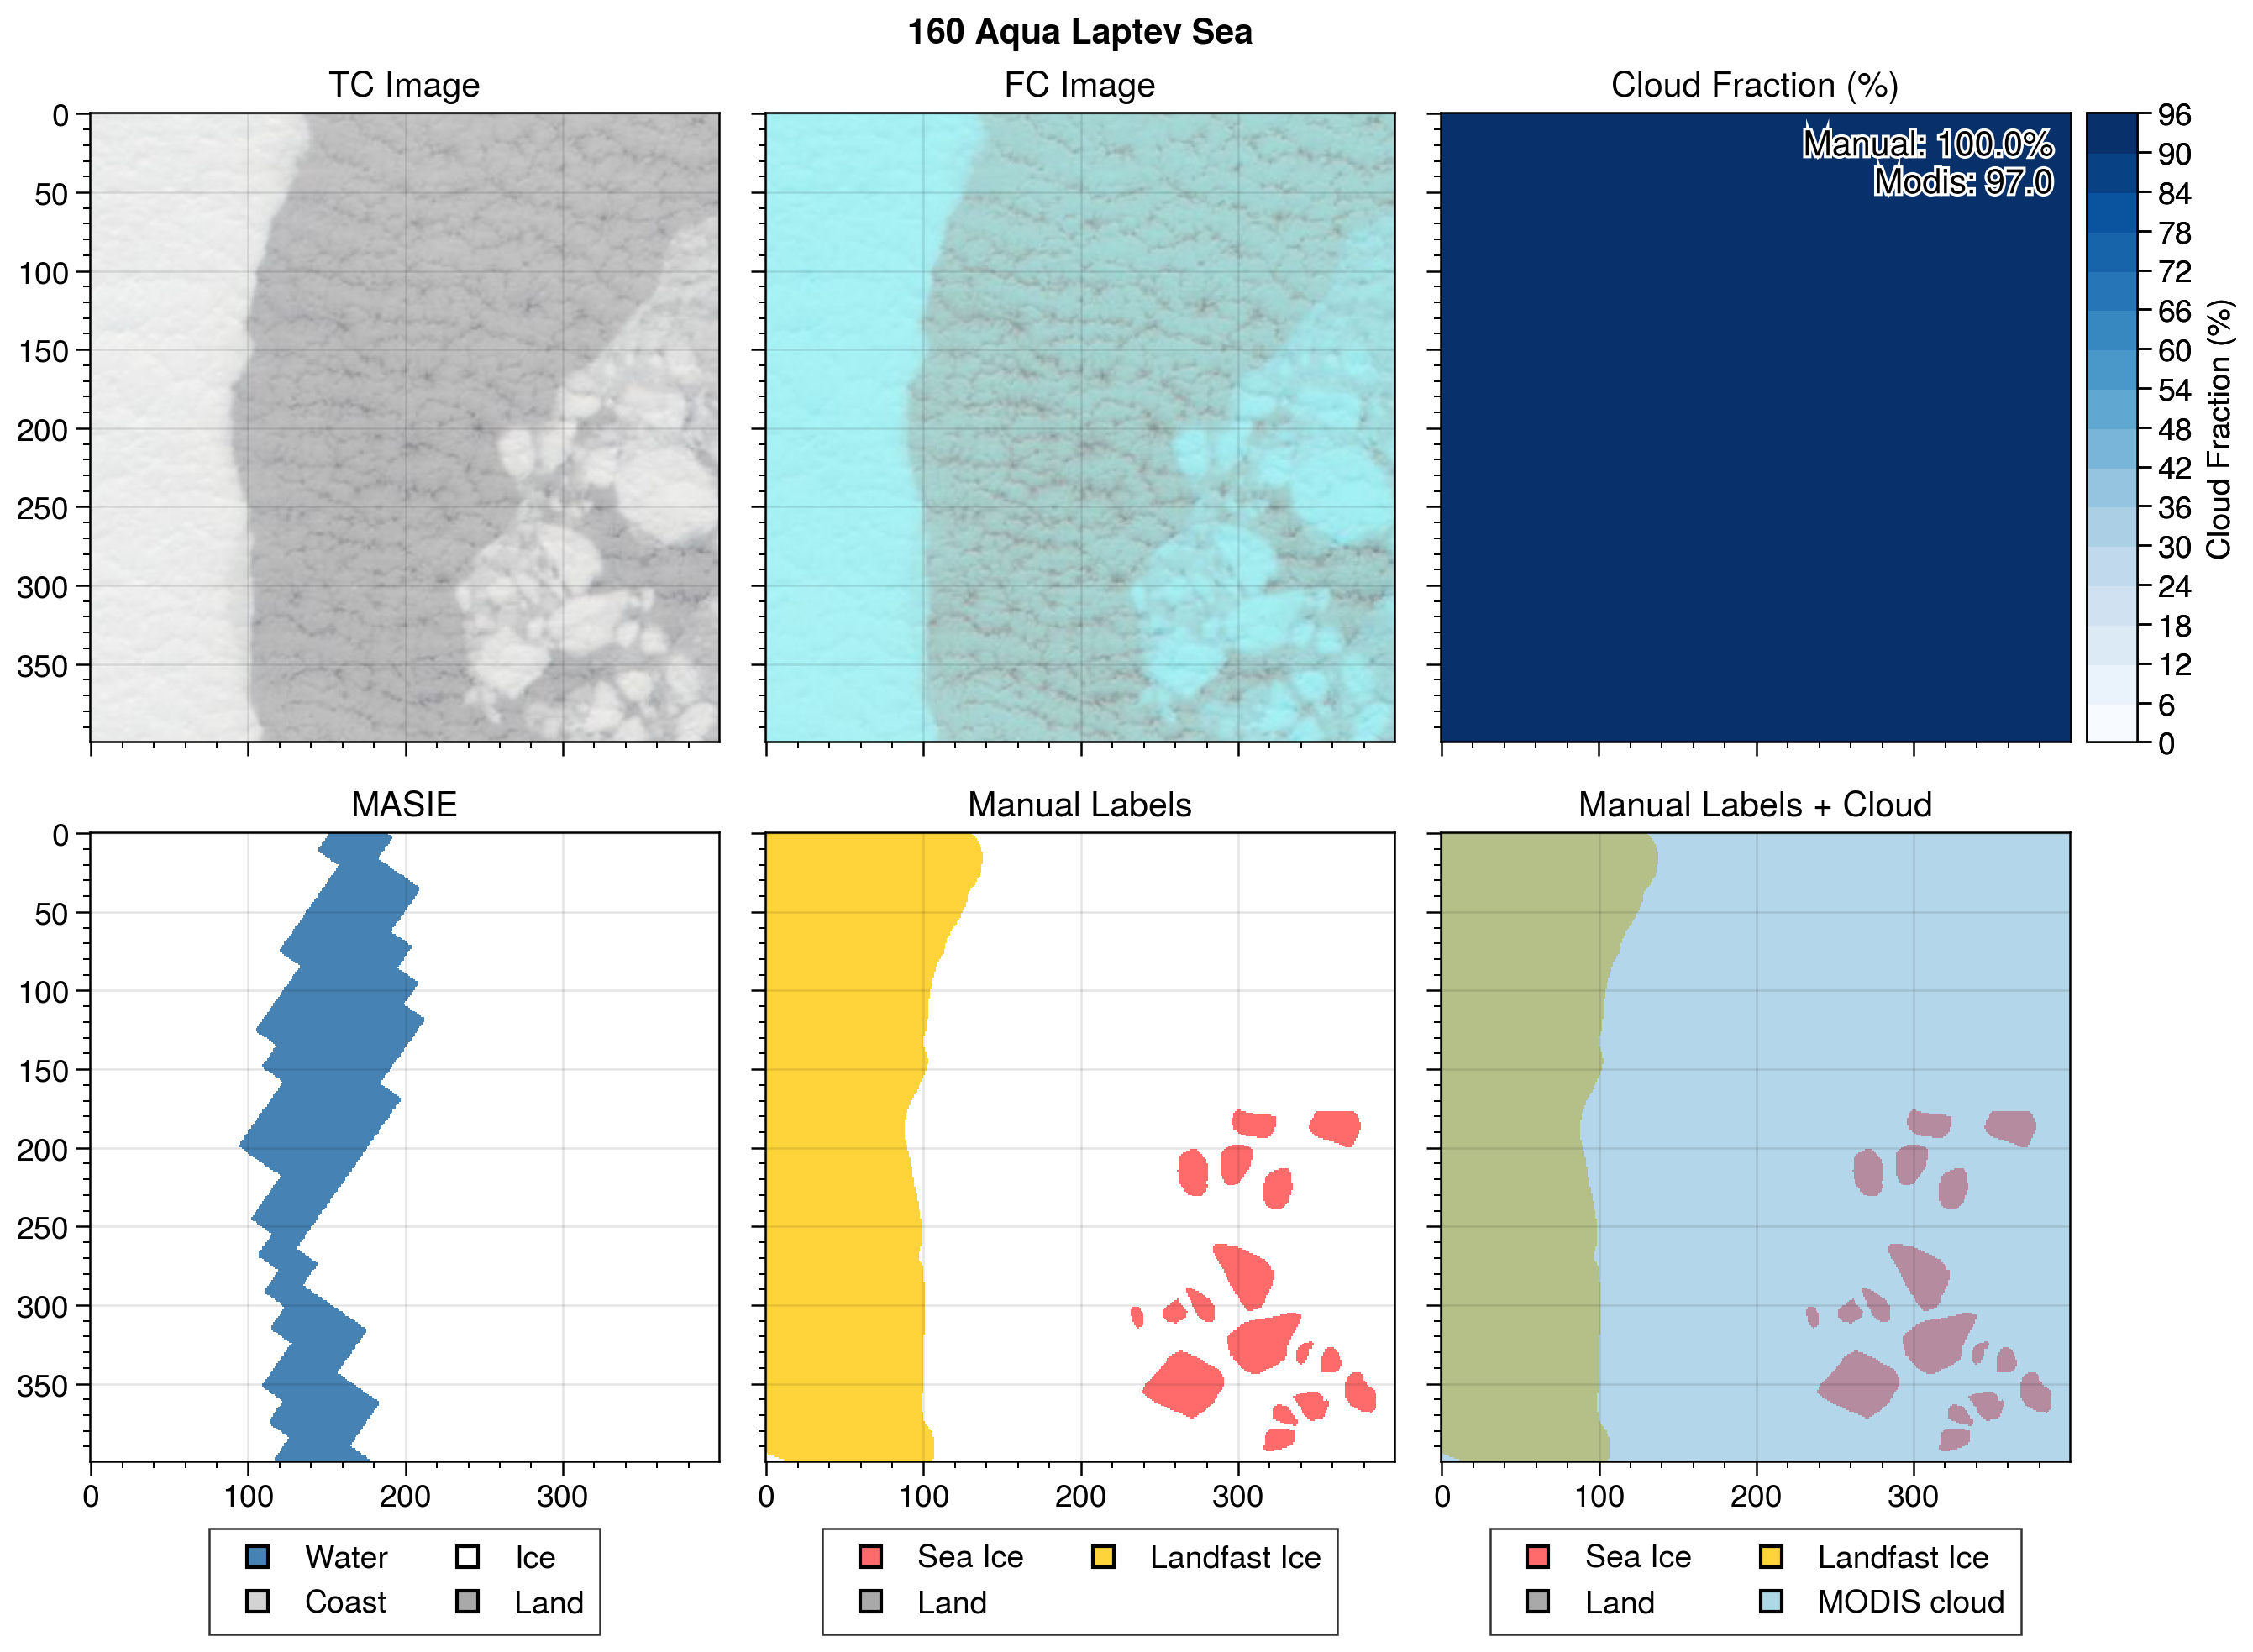 160 Aqua Laptev Sea
TC Image
FC Image
Cloud Fraction (%)
0
50
100
150
200
250
300
350
Manual: 100.0%
Modis: 97.0
96
90
84
78
72
66
60
54
48
42
36
30
24
18
12
6
0
Cloud Fraction (%)
MASIE
Manual Labels
Manual Labels + Cloud
0
50
100
150
200
250
300
350
0 100 200 300
0 100 200 300
0 100 200 300
Water Ice
Coast Land
Sea Ice Landfast Ice
Land
Sea Ice Landfast Ice
Land MODIS cloud